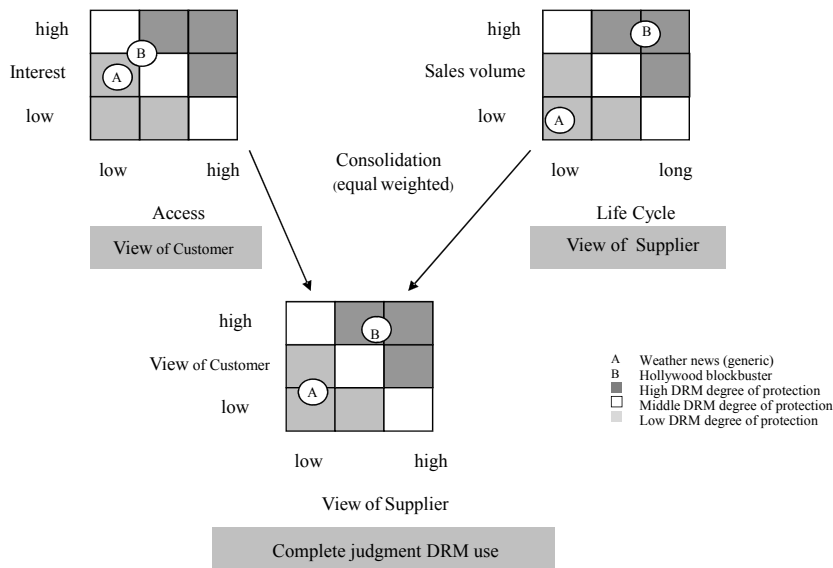 high
B
Interest
A
low
low high
Access
View of Customer
high
B
Sales volume
A
low
low long
Life Cycle
View of Supplier
Consolidation
(equal weighted)
high
B
View of Customer
A
low
low high
View of Supplier
Complete judgment DRM use
A Weather news (generic)
B Hollywood blockbuster
High DRM degree of protection
Middle DRM degree of protection
Low DRM degree of protection